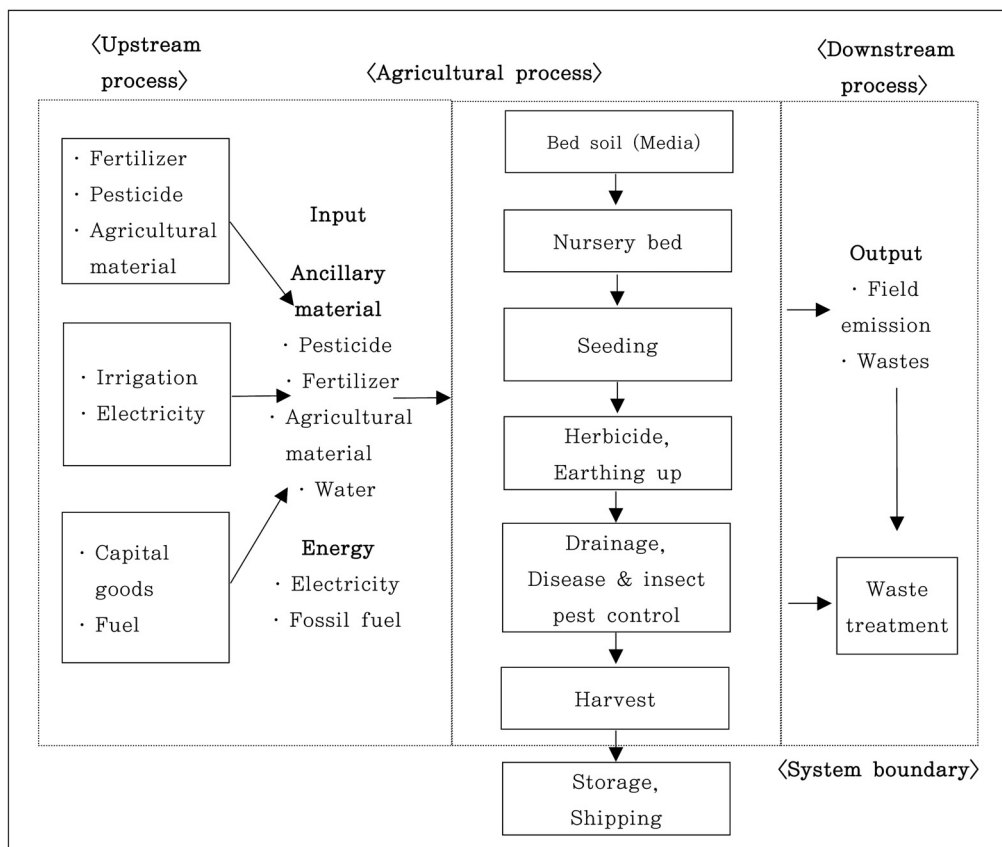 〈Upstream
process〉
〈Agricultural process〉
〈Downstream
process〉
· Fertilizer
· Pesticide
· Agricultural
material
· Irrigation
· Electricity
· Capital
goods
· Fuel
Input
Ancillary
material
· Pesticide
· Fertilizer
· Agricultural
material
· Water
Energy
· Electricity
· Fossil fuel
Bed soil (Media)
Nursery bed
Seeding
Herbicide,
Earthing up
Drainage,
Disease & insect
pest control
Harvest
Storage,
Shipping
Output
· Field
emission
· Wastes
Waste
treatment
〈System boundary〉